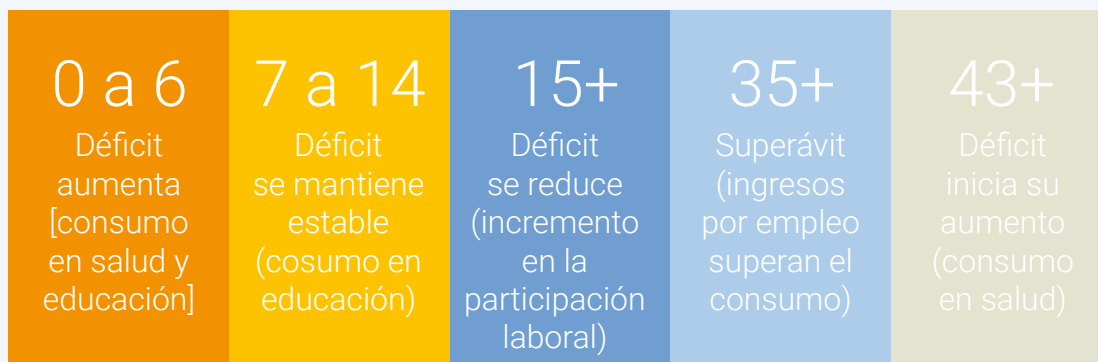 0 a 6
Déficit
aumenta
[consumo
en salud y
educación]
7 a 14
Déficit
se mantiene
estable
(cosumo en
educación)
15+
Déficit
se reduce
(incremento
en la
participación
laboral)
35+
Superávit
(ingresos
por empleo
superan el
consumo)
43+
Déficit
inicia su
aumento
(consumo
en salud)